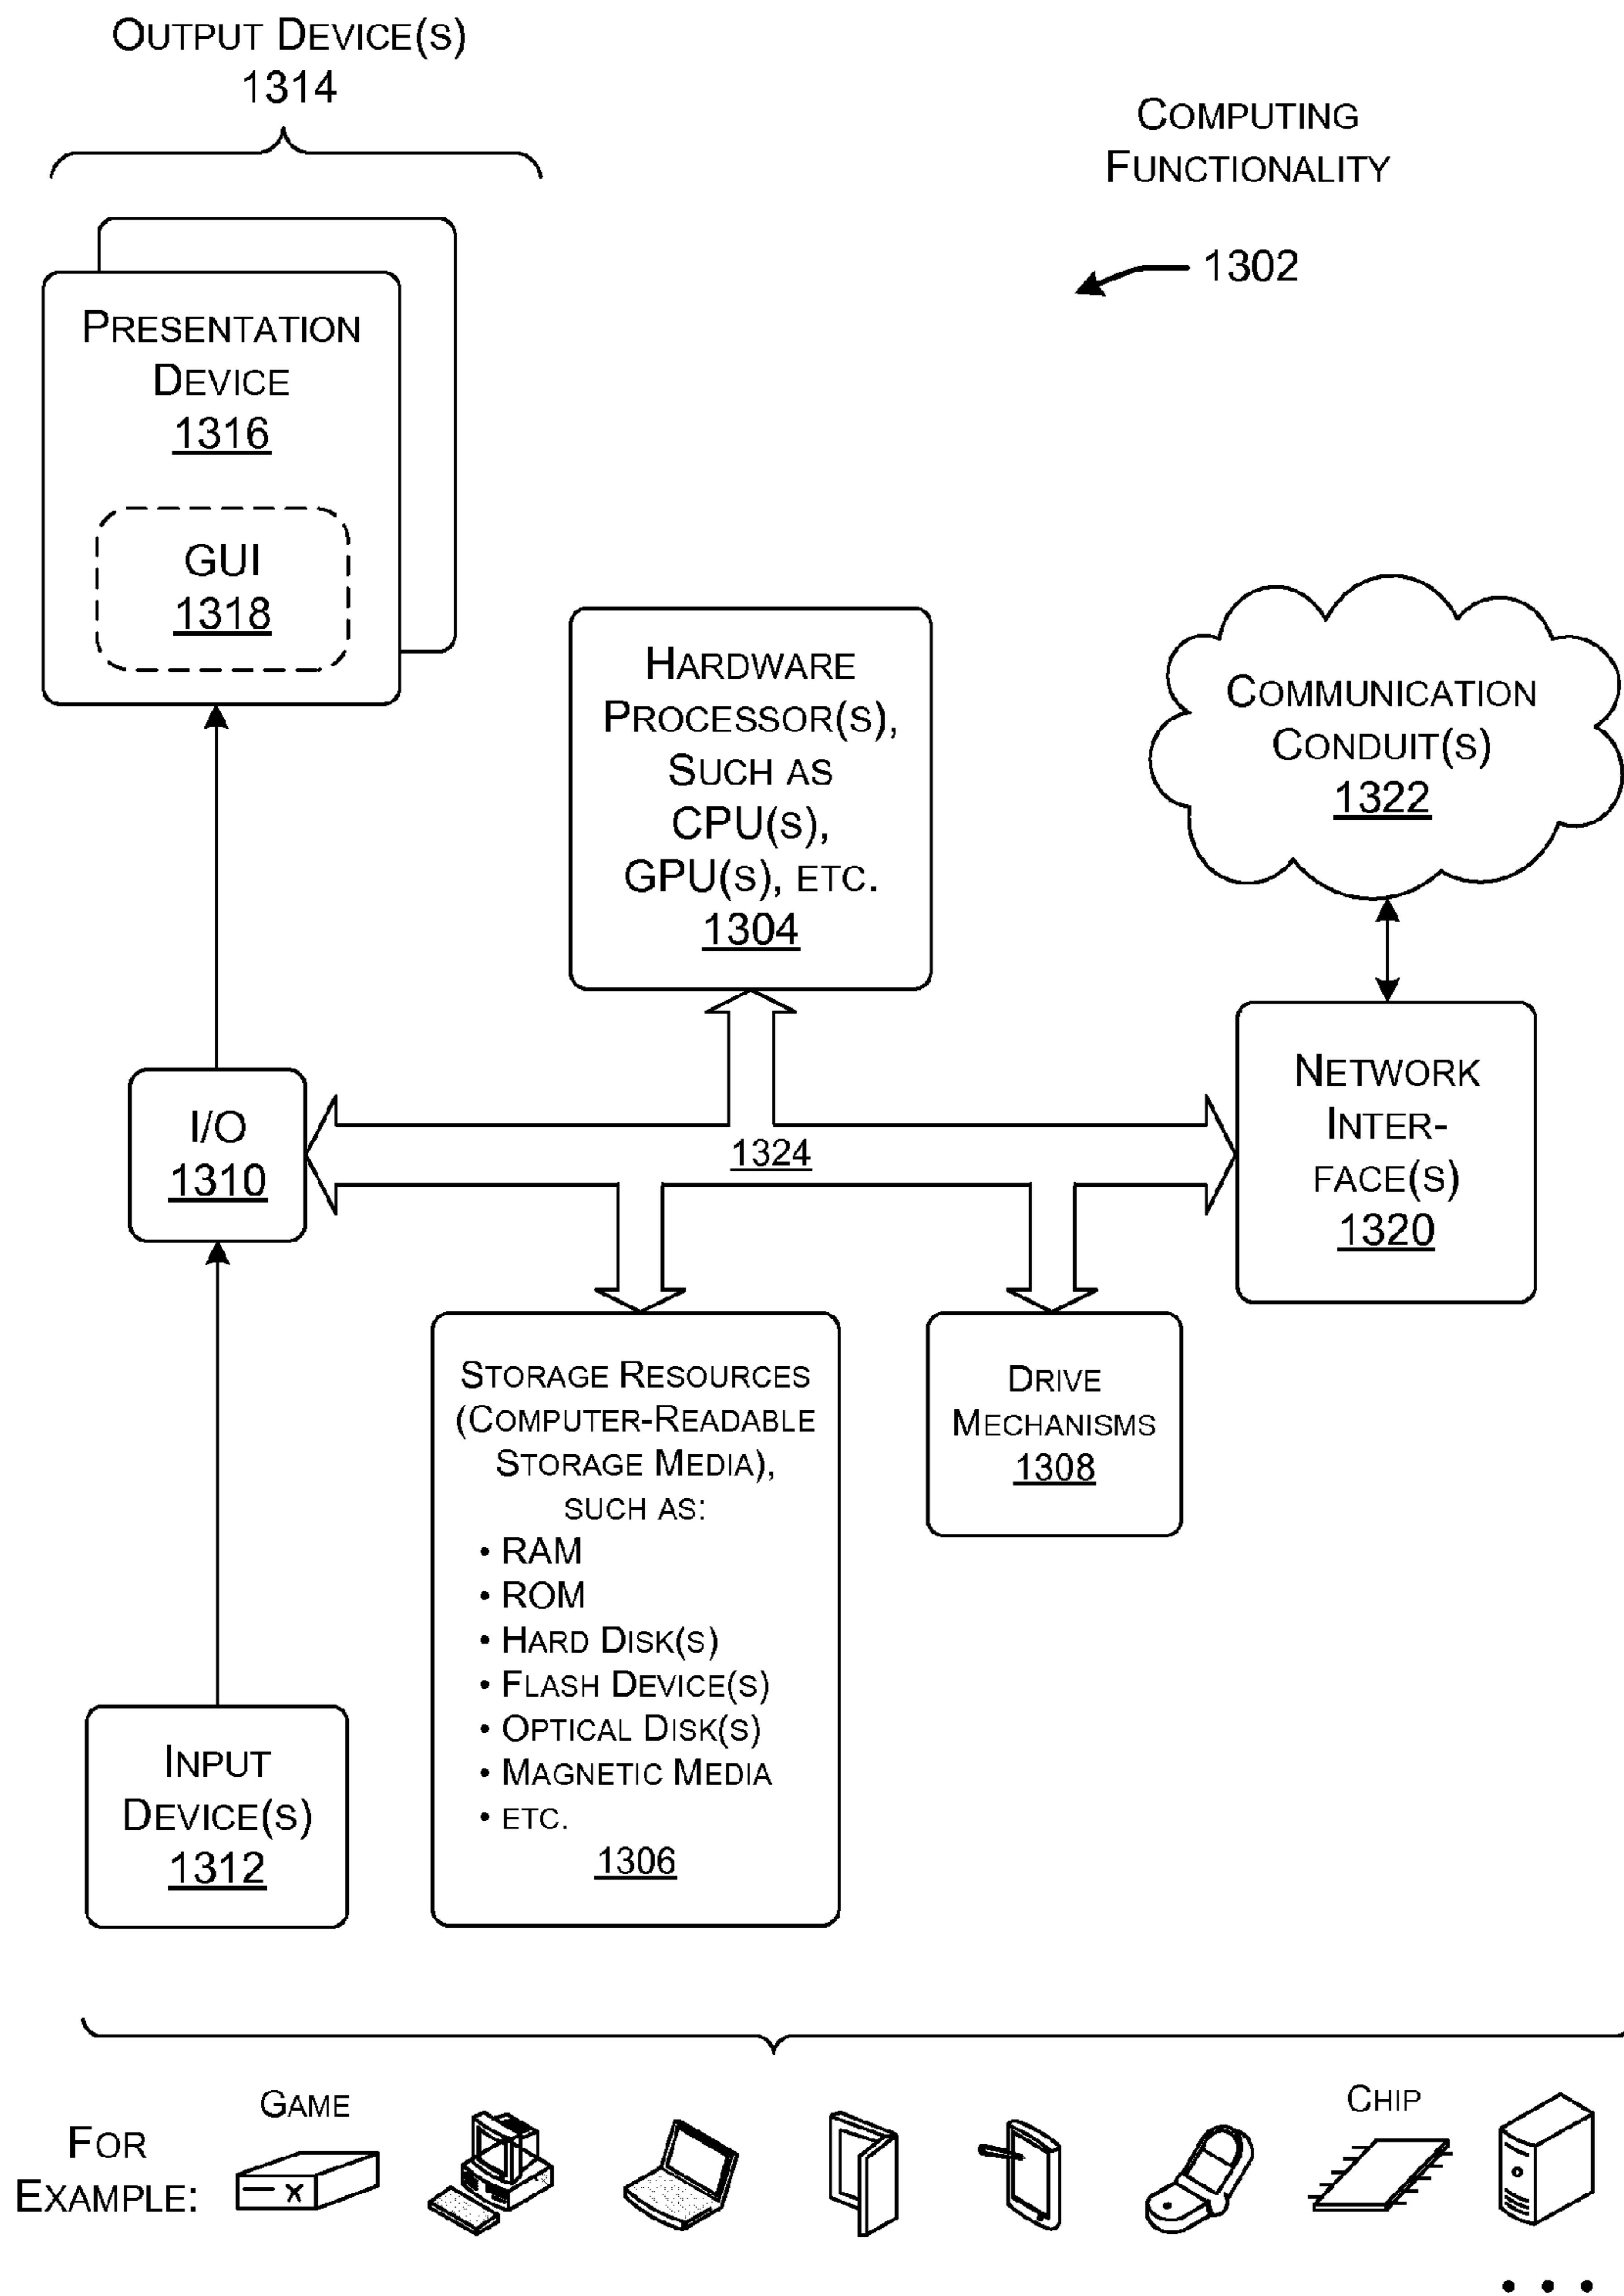 OUTPUT DEVICE(S)
1314
COMPUTING
FUNCTIONALITY
1302
PRESENTATION
DEVICE
1316
GUI
1318
HARDWARE
PROCESSOR(S),
SUCH AS
CPU(S),
GPU(S), ETC.
1304
COMMUNICATION
CONDUIT(S)
1322
I/O
1310
1324
NETWORK
INTER-
FACE(S)
1320
STORAGE RESOURCES
(COMPUTER-READABLE
STORAGE MEDIA),
SUCH AS:
• RAM
• ROM
• HARD DISK(S)
• FLASH DEVICE(S)
• OPTICAL DISK(S)
• MAGNETIC MEDIA
• ETC.
1306
DRIVE
MECHANISMS
1308
INPUT
DEVICE(S)
1312
FOR
EXAMPLE:
GAME
X
CHIP
• • •